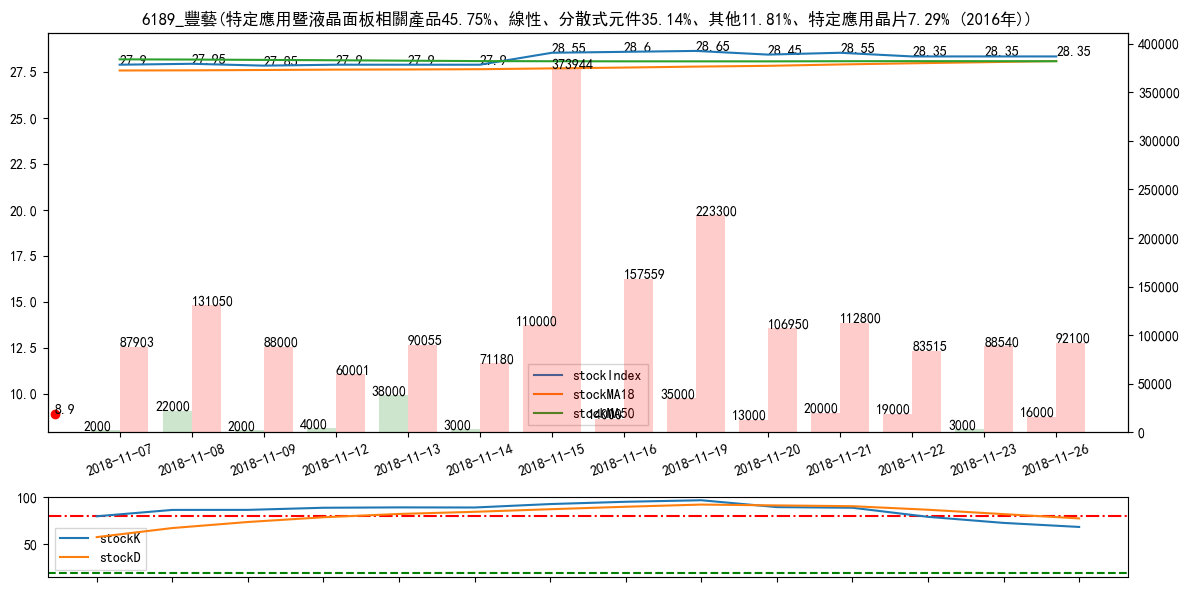 6189_豐藝(特定應用暨液晶面板相關產品45.75%、線性、分散式元件35.14%、其他11.81%、特定應用晶片7.29% (2016年))
27.9 27.95 27.85 27.9 27.9 27.9 28.55 28.6 28.65 28.45 28.55 28.35 28.35 28.35
27.5 25.0 22.5 20.0 17.5 15.0 12.5 10.0
400000 350000 300000 250000 200000 150000 100000 50000 0
87903 131050 88000 60001 90055 71180 373944 157559 223300 106950 112800 83515 88540 92100
2000 22000 2000 4000 38000 3000 110000 14000 35000 13000 20000 19000 3000 16000
8.9
stockIndex
stockMA18
stockMA50
2018-11-07 2018-11-08 2018-11-09 2018-11-12 2018-11-13 2018-11-14 2018-11-15 2018-11-16 2018-11-19 2018-11-20 2018-11-21 2018-11-22 2018-11-23 2018-11-26
100
50
stockK
stockD